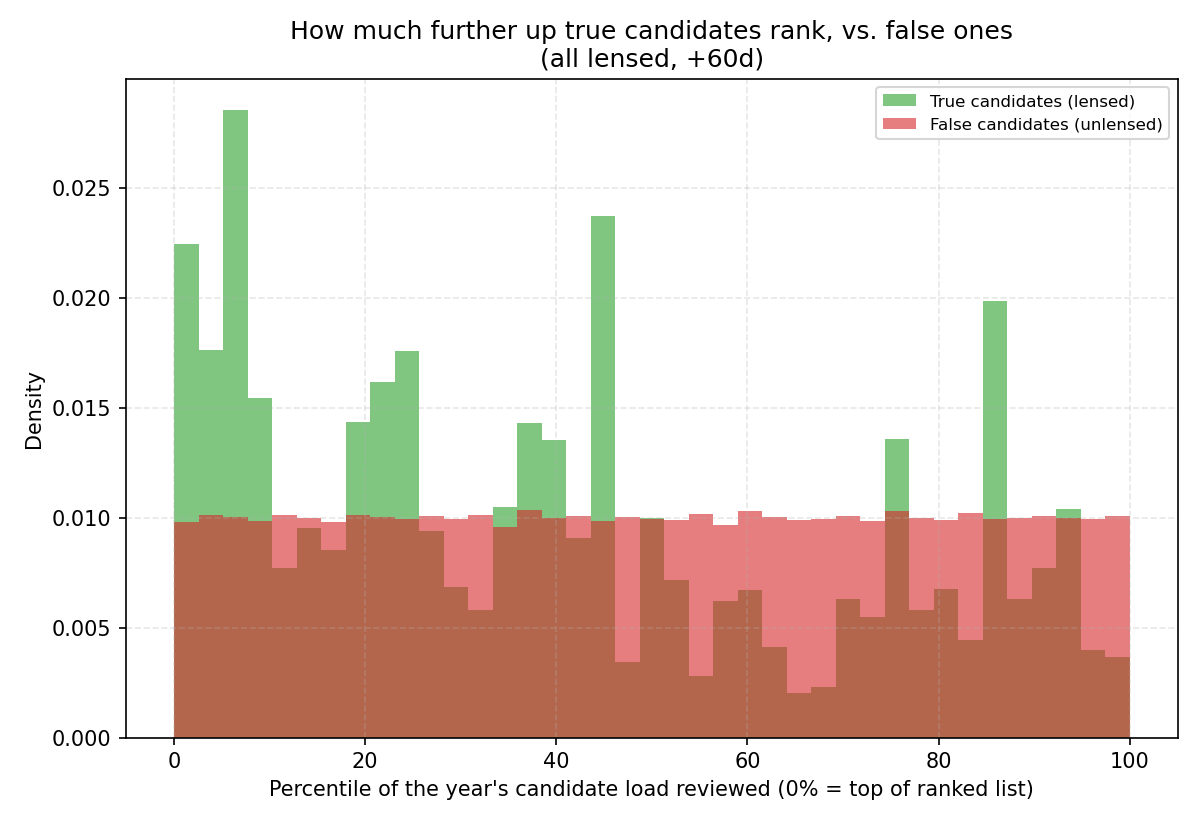 How much further up true candidates rank, vs. false ones
(all lensed, +60d)
True candidates (lensed)
False candidates (unlensed)
Density
0.025
0.020
0.015
0.010
0.005
0.000
0 20 40 60 80 100
Percentile of the year's candidate load reviewed (0% = top of ranked list)